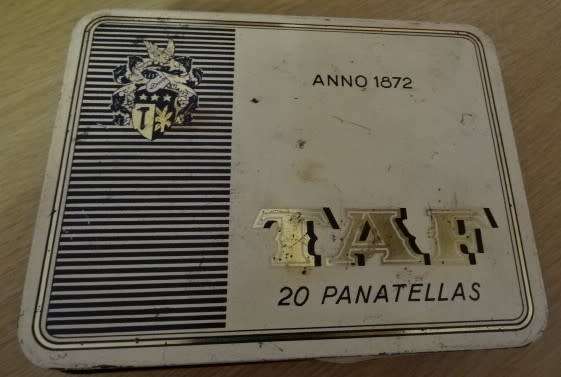 T
ANNO 1872
TAF
20 PANATELLAS